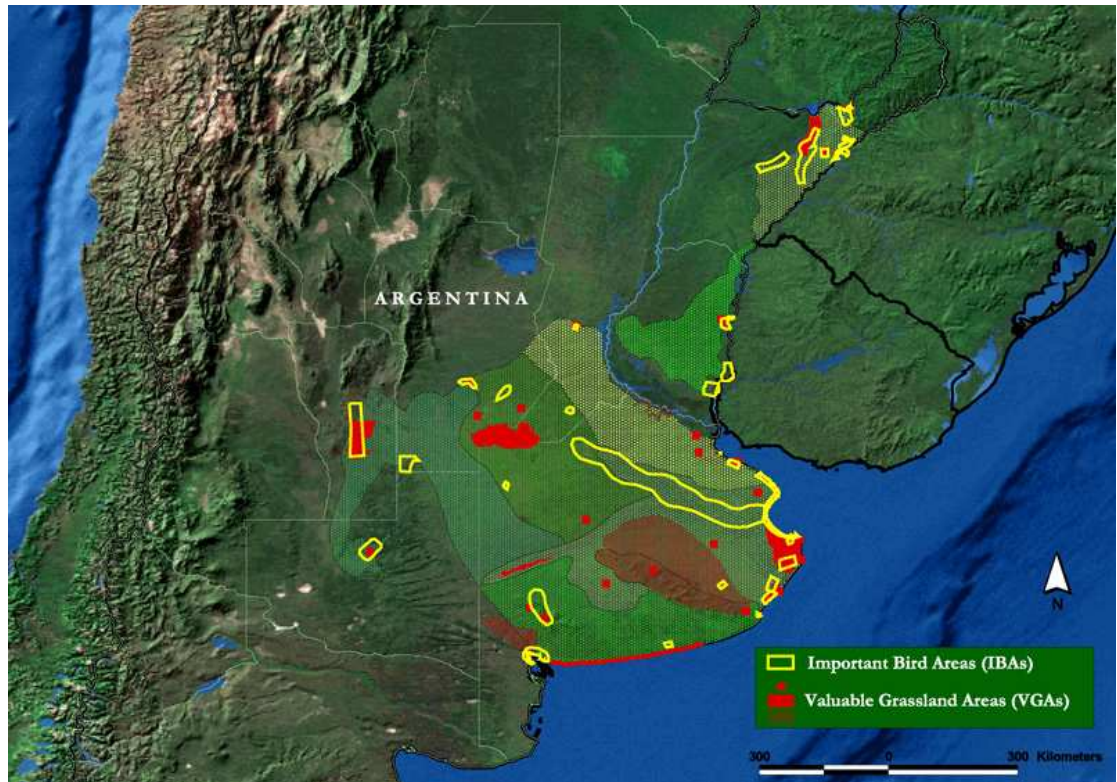 ARGENTINA
N
Important Bird Areas (IBAs)
Valuable Grassland Areas (VGAs)
300 0 300 Kilometers